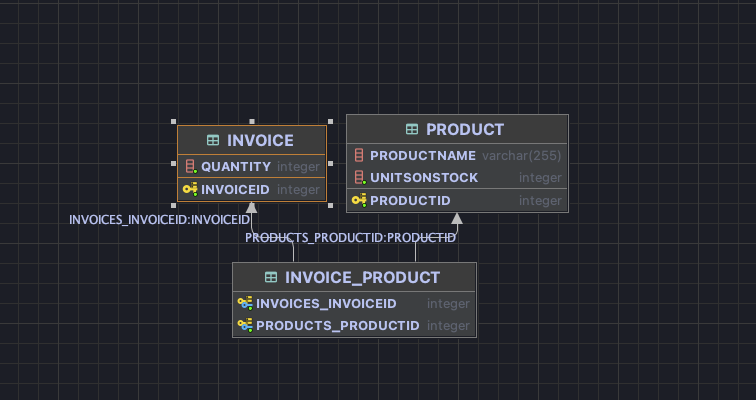 INVOICE
QUANTITY integer
INVOICEID integer
PRODUCT
PRODUCTNAME varchar(255)
UNITSONSTOCK integer
PRODUCTID integer
INVOICES_INVOICEID:INVOICEID
PRODUCTS_PRODUCTID:PRODUCTID
INVOICE_PRODUCT
INVOICES_INVOICEID integer
PRODUCTS_PRODUCTID integer